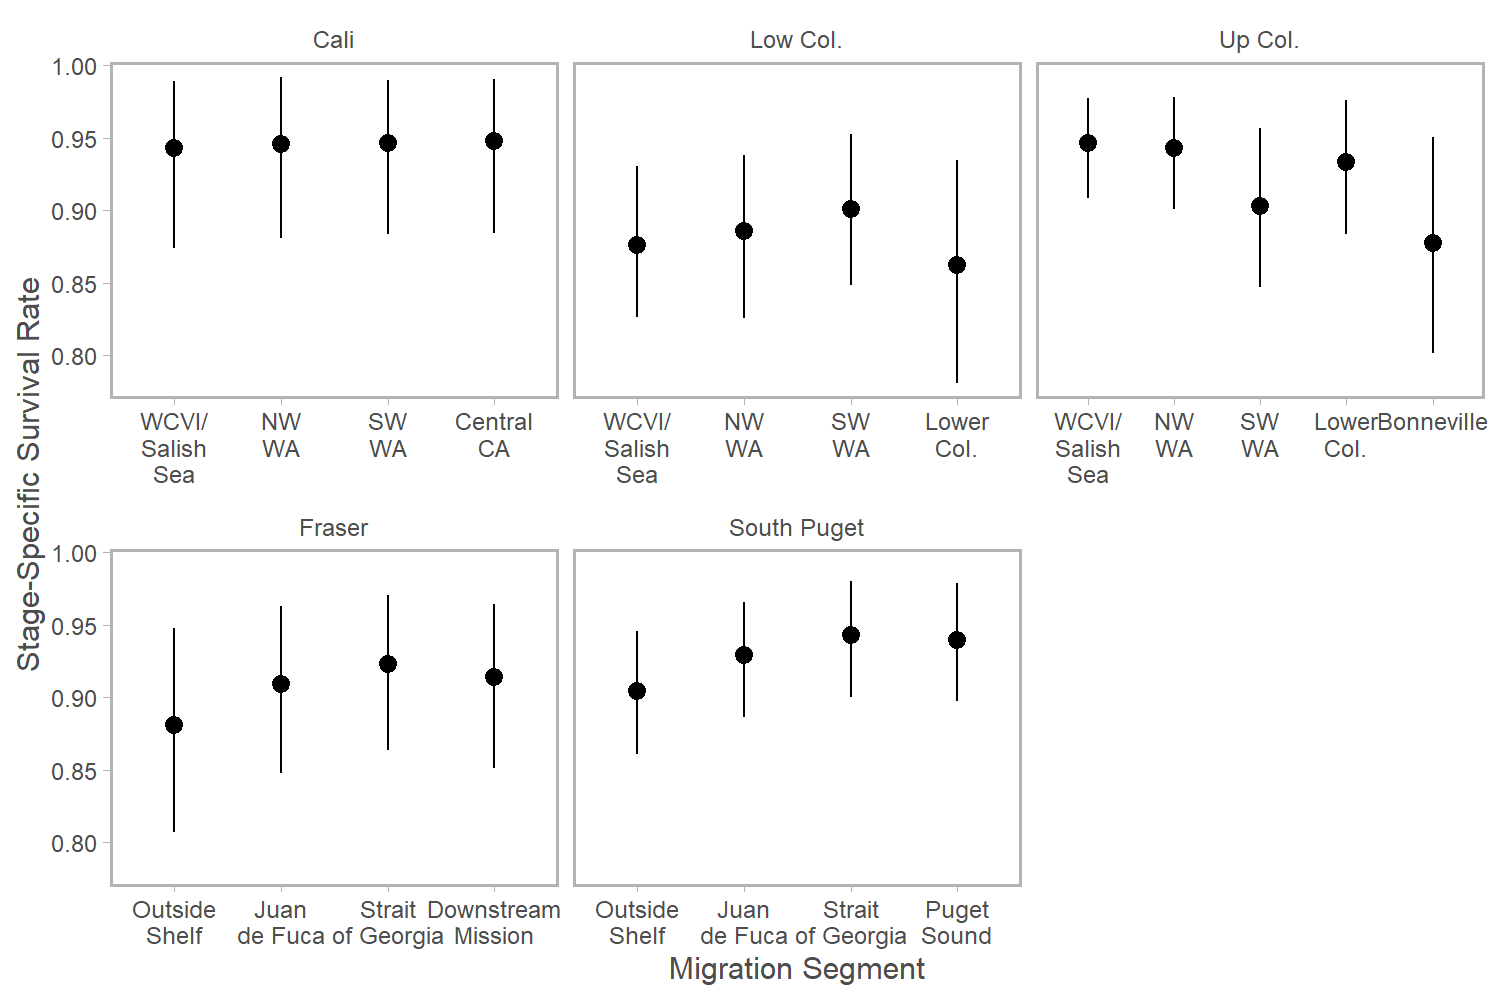 Cali
Low Col.
Up Col.
1.00
0.95
0.90
0.85
0.80
WCVI/
Salish
Sea
NW
WA
SW
WA
Central
CA
WCVI/
Salish
Sea
NW
WA
SW
WA
Lower
Col.
WCVI/
Salish
Sea
NW
WA
SW
WA
Lower
Col.
Bonneville
Stage-Specific Survival Rate
Fraser
South Puget
1.00
0.95
0.90
0.85
0.80
Outside
Shelf
Juan
de Fuca
Strait
of Georgia
Downstream
Mission
Outside
Shelf
Juan
de Fuca
Strait
of Georgia
Puget
Sound
Migration Segment